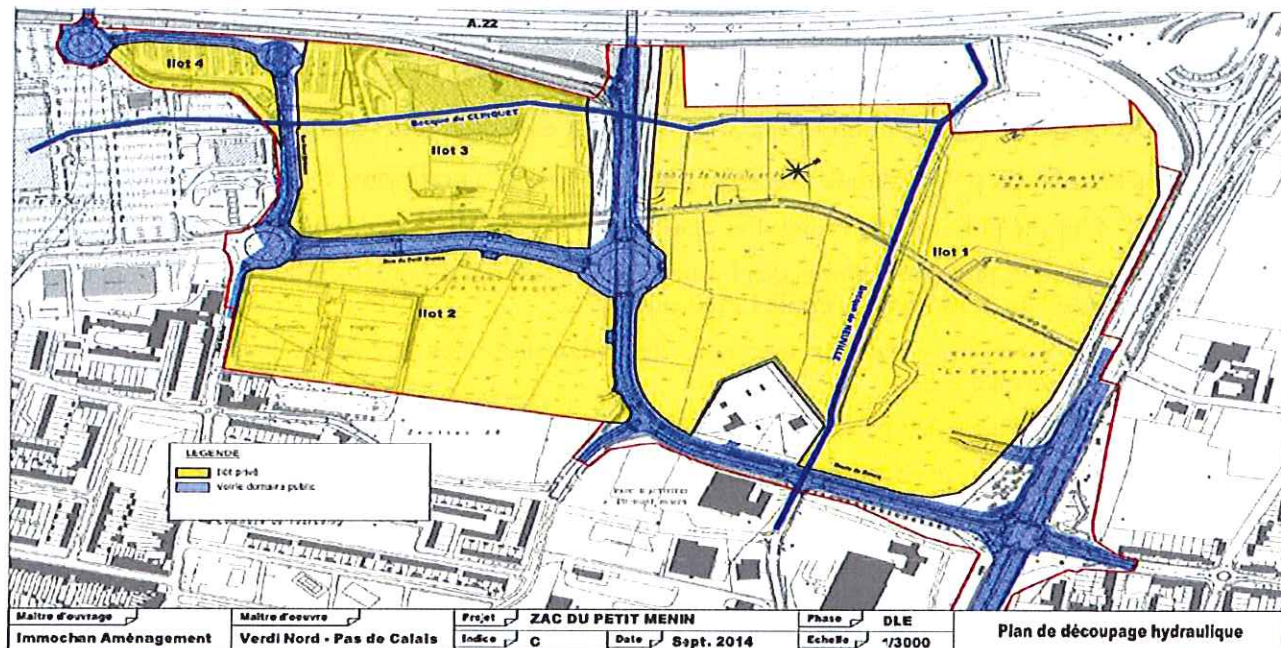 A.22
Ilot 4
Becque du CLINQUET
Ilot 3
Ilot 1
Ilot 2
Becque de NEUVILLE
LEGENDE
Ilot privé
Voirie domaine public
Maître d'ouvrage
Immochan Aménagement
Maître d'oeuvre
Verdi Nord - Pas de Calais
Projet
ZAC DU PETIT MENIN
Indice
C
Date
Sept. 2014
Phase
DLE
Echelle
1/3000
Plan de découpage hydraulique